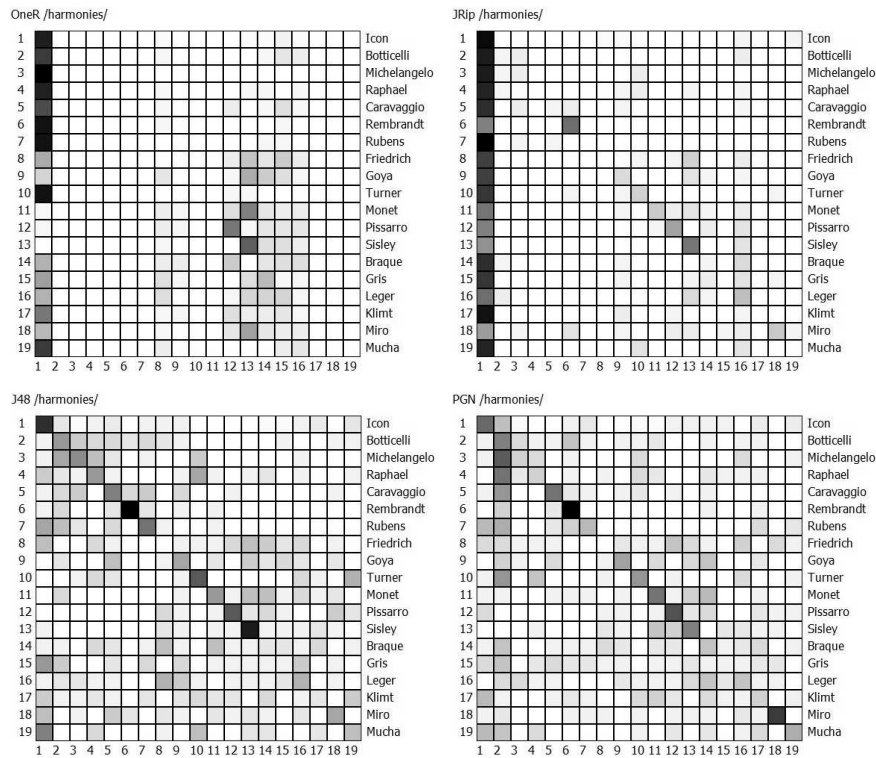 OneR /harmonies/
1 Icon
2 Botticelli
3 Michelangelo
4 Raphael
5 Caravaggio
6 Rembrandt
7 Rubens
8 Friedrich
9 Goya
10 Turner
11 Monet
12 Pissarro
13 Sisley
14 Braque
15 Gris
16 Leger
17 Klimt
18 Miro
19 Mucha
1 2 3 4 5 6 7 8 9 10 11 12 13 14 15 16 17 18 19
JRip /harmonies/
1 Icon
2 Botticelli
3 Michelangelo
4 Raphael
5 Caravaggio
6 Rembrandt
7 Rubens
8 Friedrich
9 Goya
10 Turner
11 Monet
12 Pissarro
13 Sisley
14 Braque
15 Gris
16 Leger
17 Klimt
18 Miro
19 Mucha
1 2 3 4 5 6 7 8 9 10 11 12 13 14 15 16 17 18 19
J48 /harmonies/
1 Icon
2 Botticelli
3 Michelangelo
4 Raphael
5 Caravaggio
6 Rembrandt
7 Rubens
8 Friedrich
9 Goya
10 Turner
11 Monet
12 Pissarro
13 Sisley
14 Braque
15 Gris
16 Leger
17 Klimt
18 Miro
19 Mucha
1 2 3 4 5 6 7 8 9 10 11 12 13 14 15 16 17 18 19
PGN /harmonies/
1 Icon
2 Botticelli
3 Michelangelo
4 Raphael
5 Caravaggio
6 Rembrandt
7 Rubens
8 Friedrich
9 Goya
10 Turner
11 Monet
12 Pissarro
13 Sisley
14 Braque
15 Gris
16 Leger
17 Klimt
18 Miro
19 Mucha
1 2 3 4 5 6 7 8 9 10 11 12 13 14 15 16 17 18 19